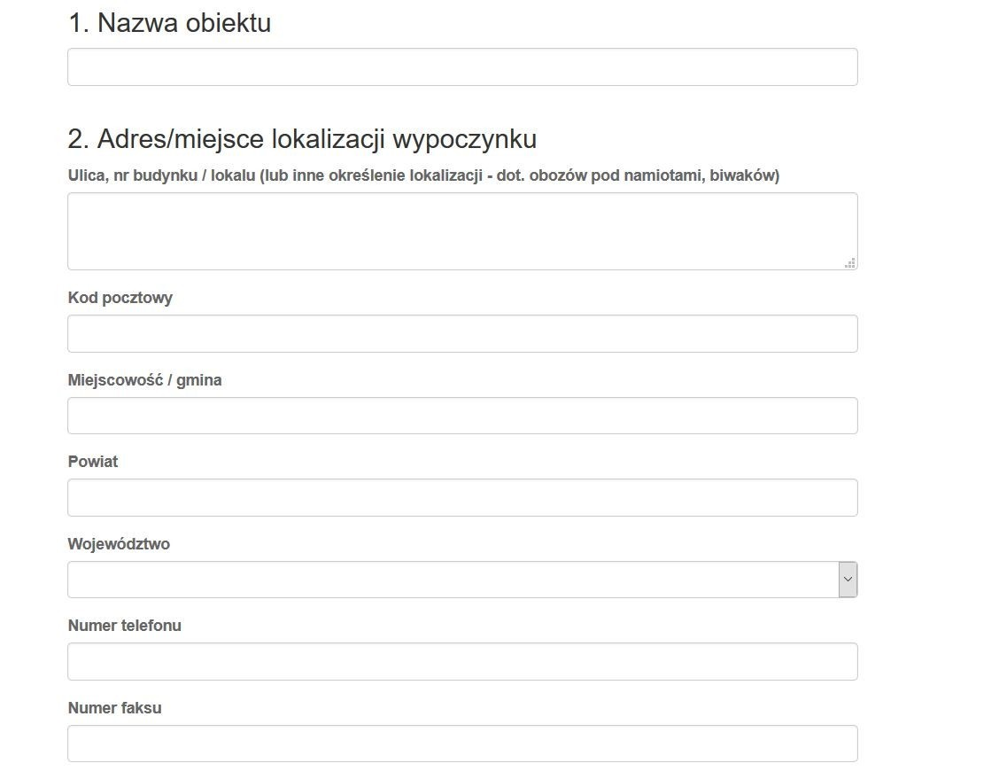 1. Nazwa obiektu
2. Adres/miejsce lokalizacji wypoczynku
Ulica, nr budynku / lokalu (lub inne określenie lokalizacji - dot. obozów pod namiotami, biwaków)
Kod pocztowy
Miejscowość / gmina
Powiat
Województwo
Numer telefonu
Numer faksu